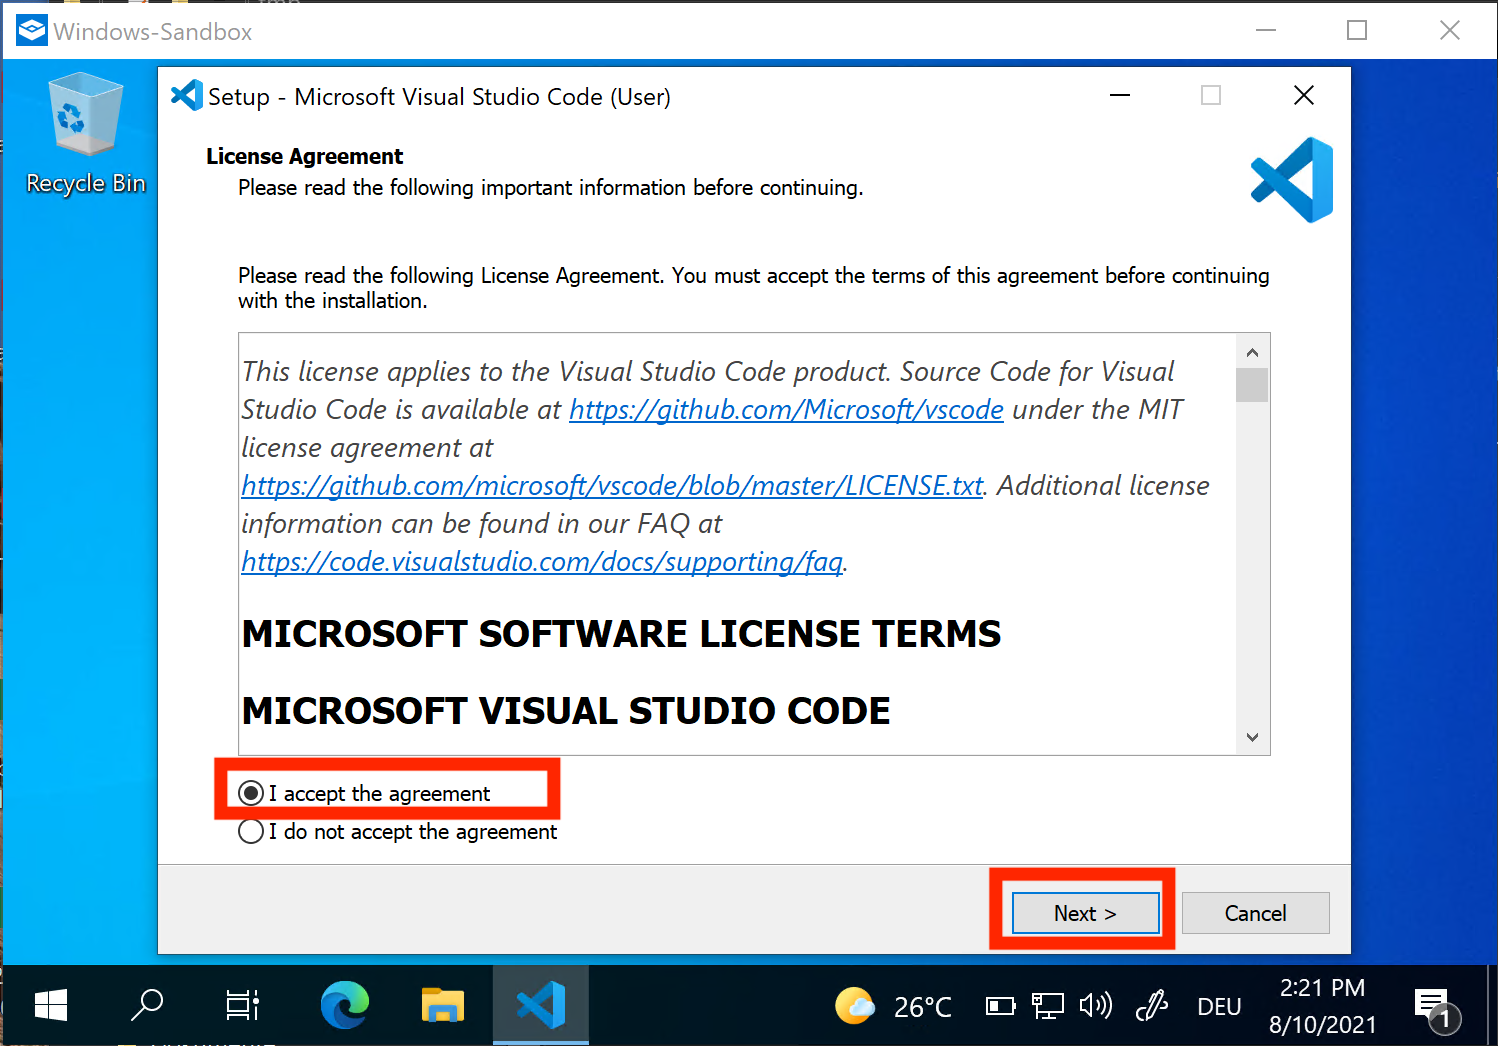 Windows-Sandbox
Recycle Bin
Setup - Microsoft Visual Studio Code (User)
License Agreement
Please read the following important information before continuing.
Please read the following License Agreement. You must accept the terms of this agreement before continuing
with the installation.
This license applies to the Visual Studio Code product. Source Code for Visual
Studio Code is available at https://github.com/Microsoft/vscode under the MIT
license agreement at
https://github.com/microsoft/vscode/blob/master/LICENSE.txt. Additional license
information can be found in our FAQ at
https://code.visualstudio.com/docs/supporting/faq.
MICROSOFT SOFTWARE LICENSE TERMS
MICROSOFT VISUAL STUDIO CODE
I accept the agreement
I do not accept the agreement
Next >
Cancel
26°C
DEU
2:21 PM
8/10/2021
1